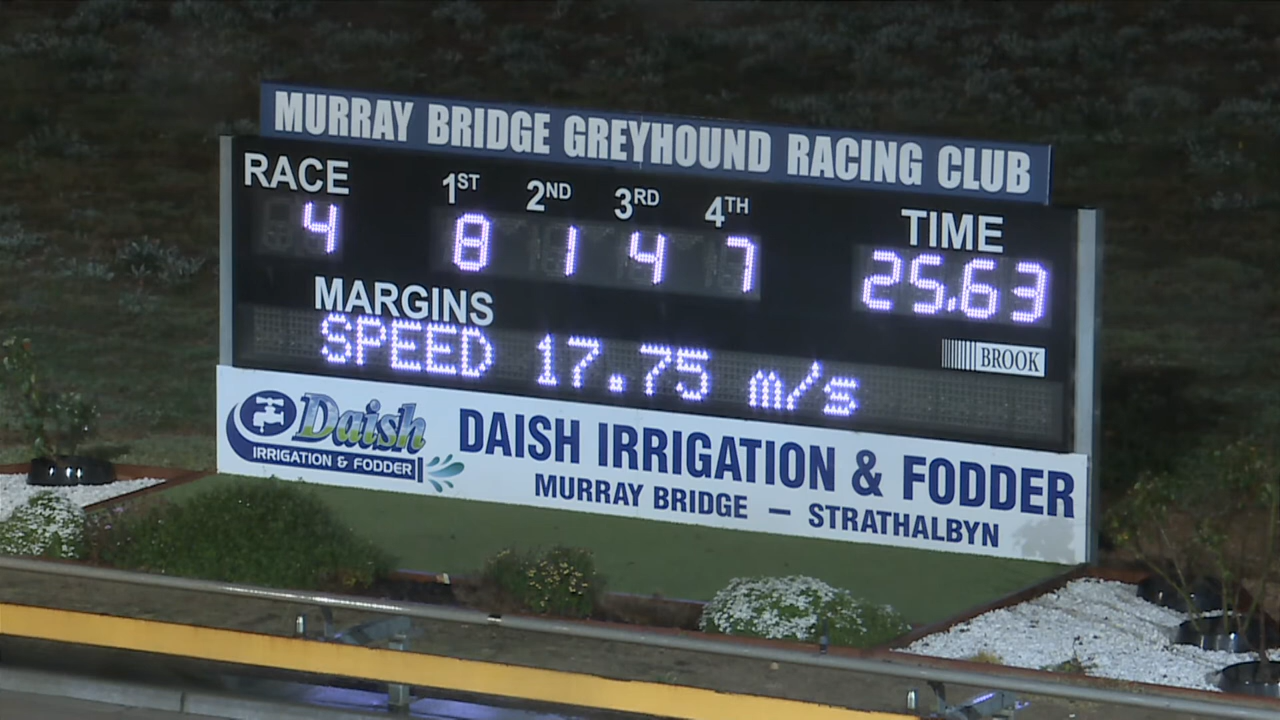 MURRAY BRIDGE GREYHOUND RACING CLUB
RACE 1ST 2ND 3RD 4TH TIME
4 8 1 4 7 25.63
MARGINS
SPEED 17.75 m/s
BROOK
Daish
IRRIGATION & FODDER
DAISH IRRIGATION & FODDER
MURRAY BRIDGE — STRATHALBYN